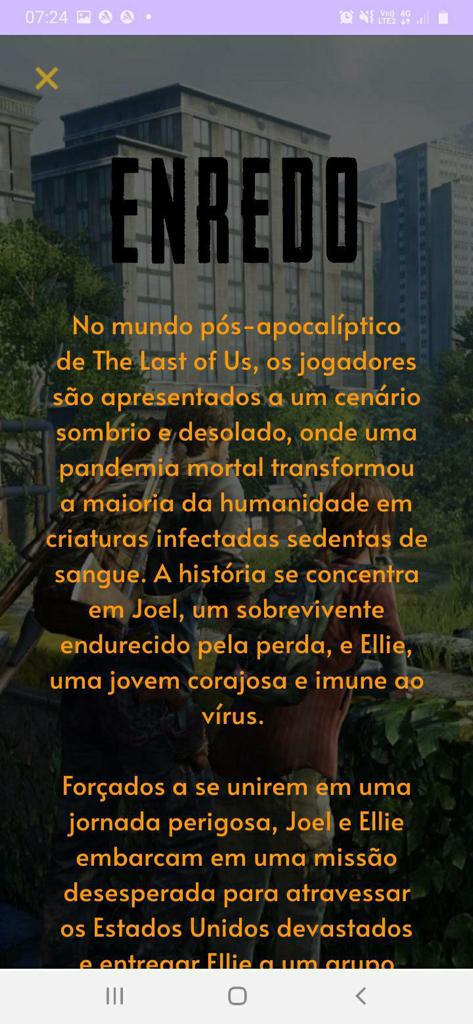 07:24
Vo)) 4G
LTE2
ENREDO
No mundo pós-apocalíptico
de The Last of Us, os jogadores
são apresentados a um cenário
sombrio e desolado, onde uma
pandemia mortal transformou
a maioria da humanidade em
criaturas infectadas sedentas de
sangue. A história se concentra
em Joel, um sobrevivente
endurecido pela perda, e Ellie,
uma jovem corajosa e imune ao
vírus.
Forçados a se unirem em uma
jornada perigosa, Joel e Ellie
embarcam em uma missão
desesperada para atravessar
os Estados Unidos devastados
e entregar Ellie a um grupo